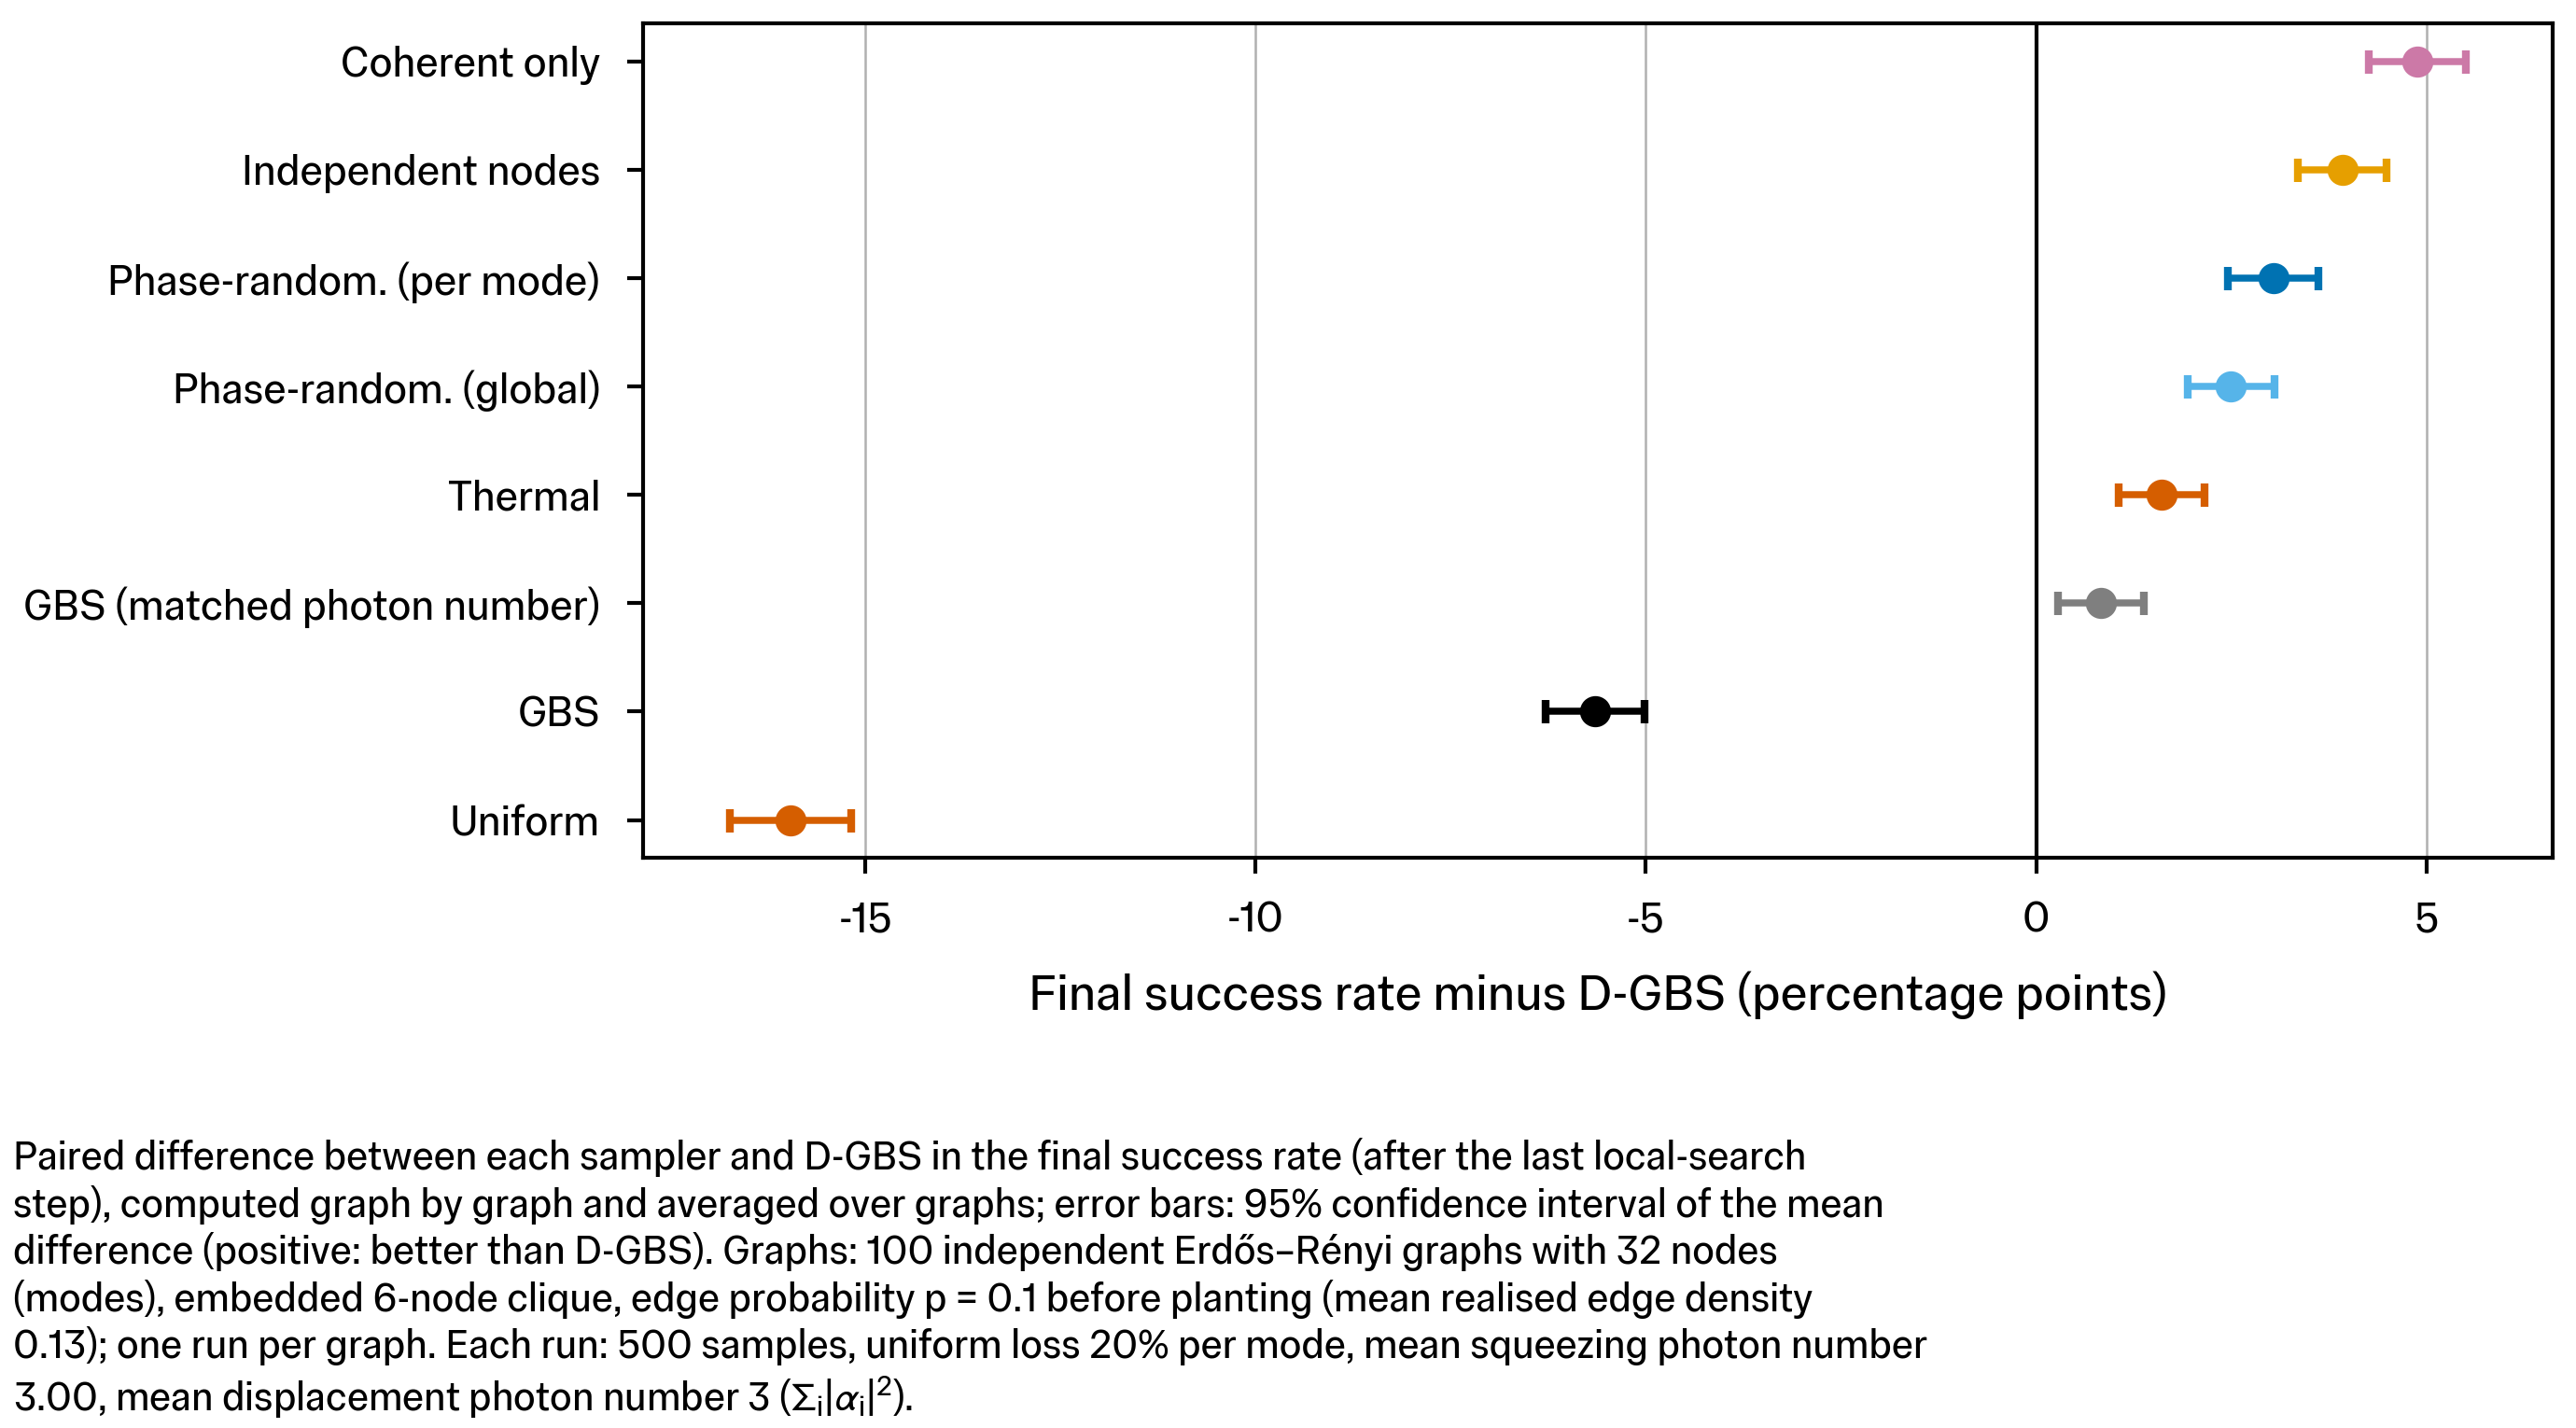 Coherent only
Independent nodes
Phase-random. (per mode)
Phase-random. (global)
Thermal
GBS (matched photon number)
GBS
Uniform
-15 -10 -5 0 5
Final success rate minus D-GBS (percentage points)
Paired difference between each sampler and D-GBS in the final success rate (after the last local-search
step), computed graph by graph and averaged over graphs; error bars: 95% confidence interval of the mean
difference (positive: better than D-GBS). Graphs: 100 independent Erdős–Rényi graphs with 32 nodes
(modes), embedded 6-node clique, edge probability p = 0.1 before planting (mean realised edge density
0.13); one run per graph. Each run: 500 samples, uniform loss 20% per mode, mean squeezing photon number
3.00, mean displacement photon number 3 (Σᵢ|αᵢ|²).